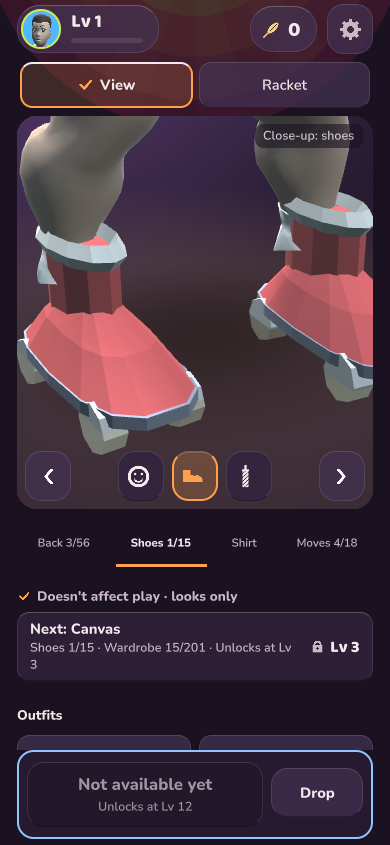 Lv 1
0
View
Racket
Close-up: shoes
Back 3/56
Shoes 1/15
Shirt
Moves 4/18
Doesn't affect play · looks only
Next: Canvas
Shoes 1/15 · Wardrobe 15/201 · Unlocks at Lv
3
Lv 3
Outfits
Not available yet
Unlocks at Lv 12
Drop